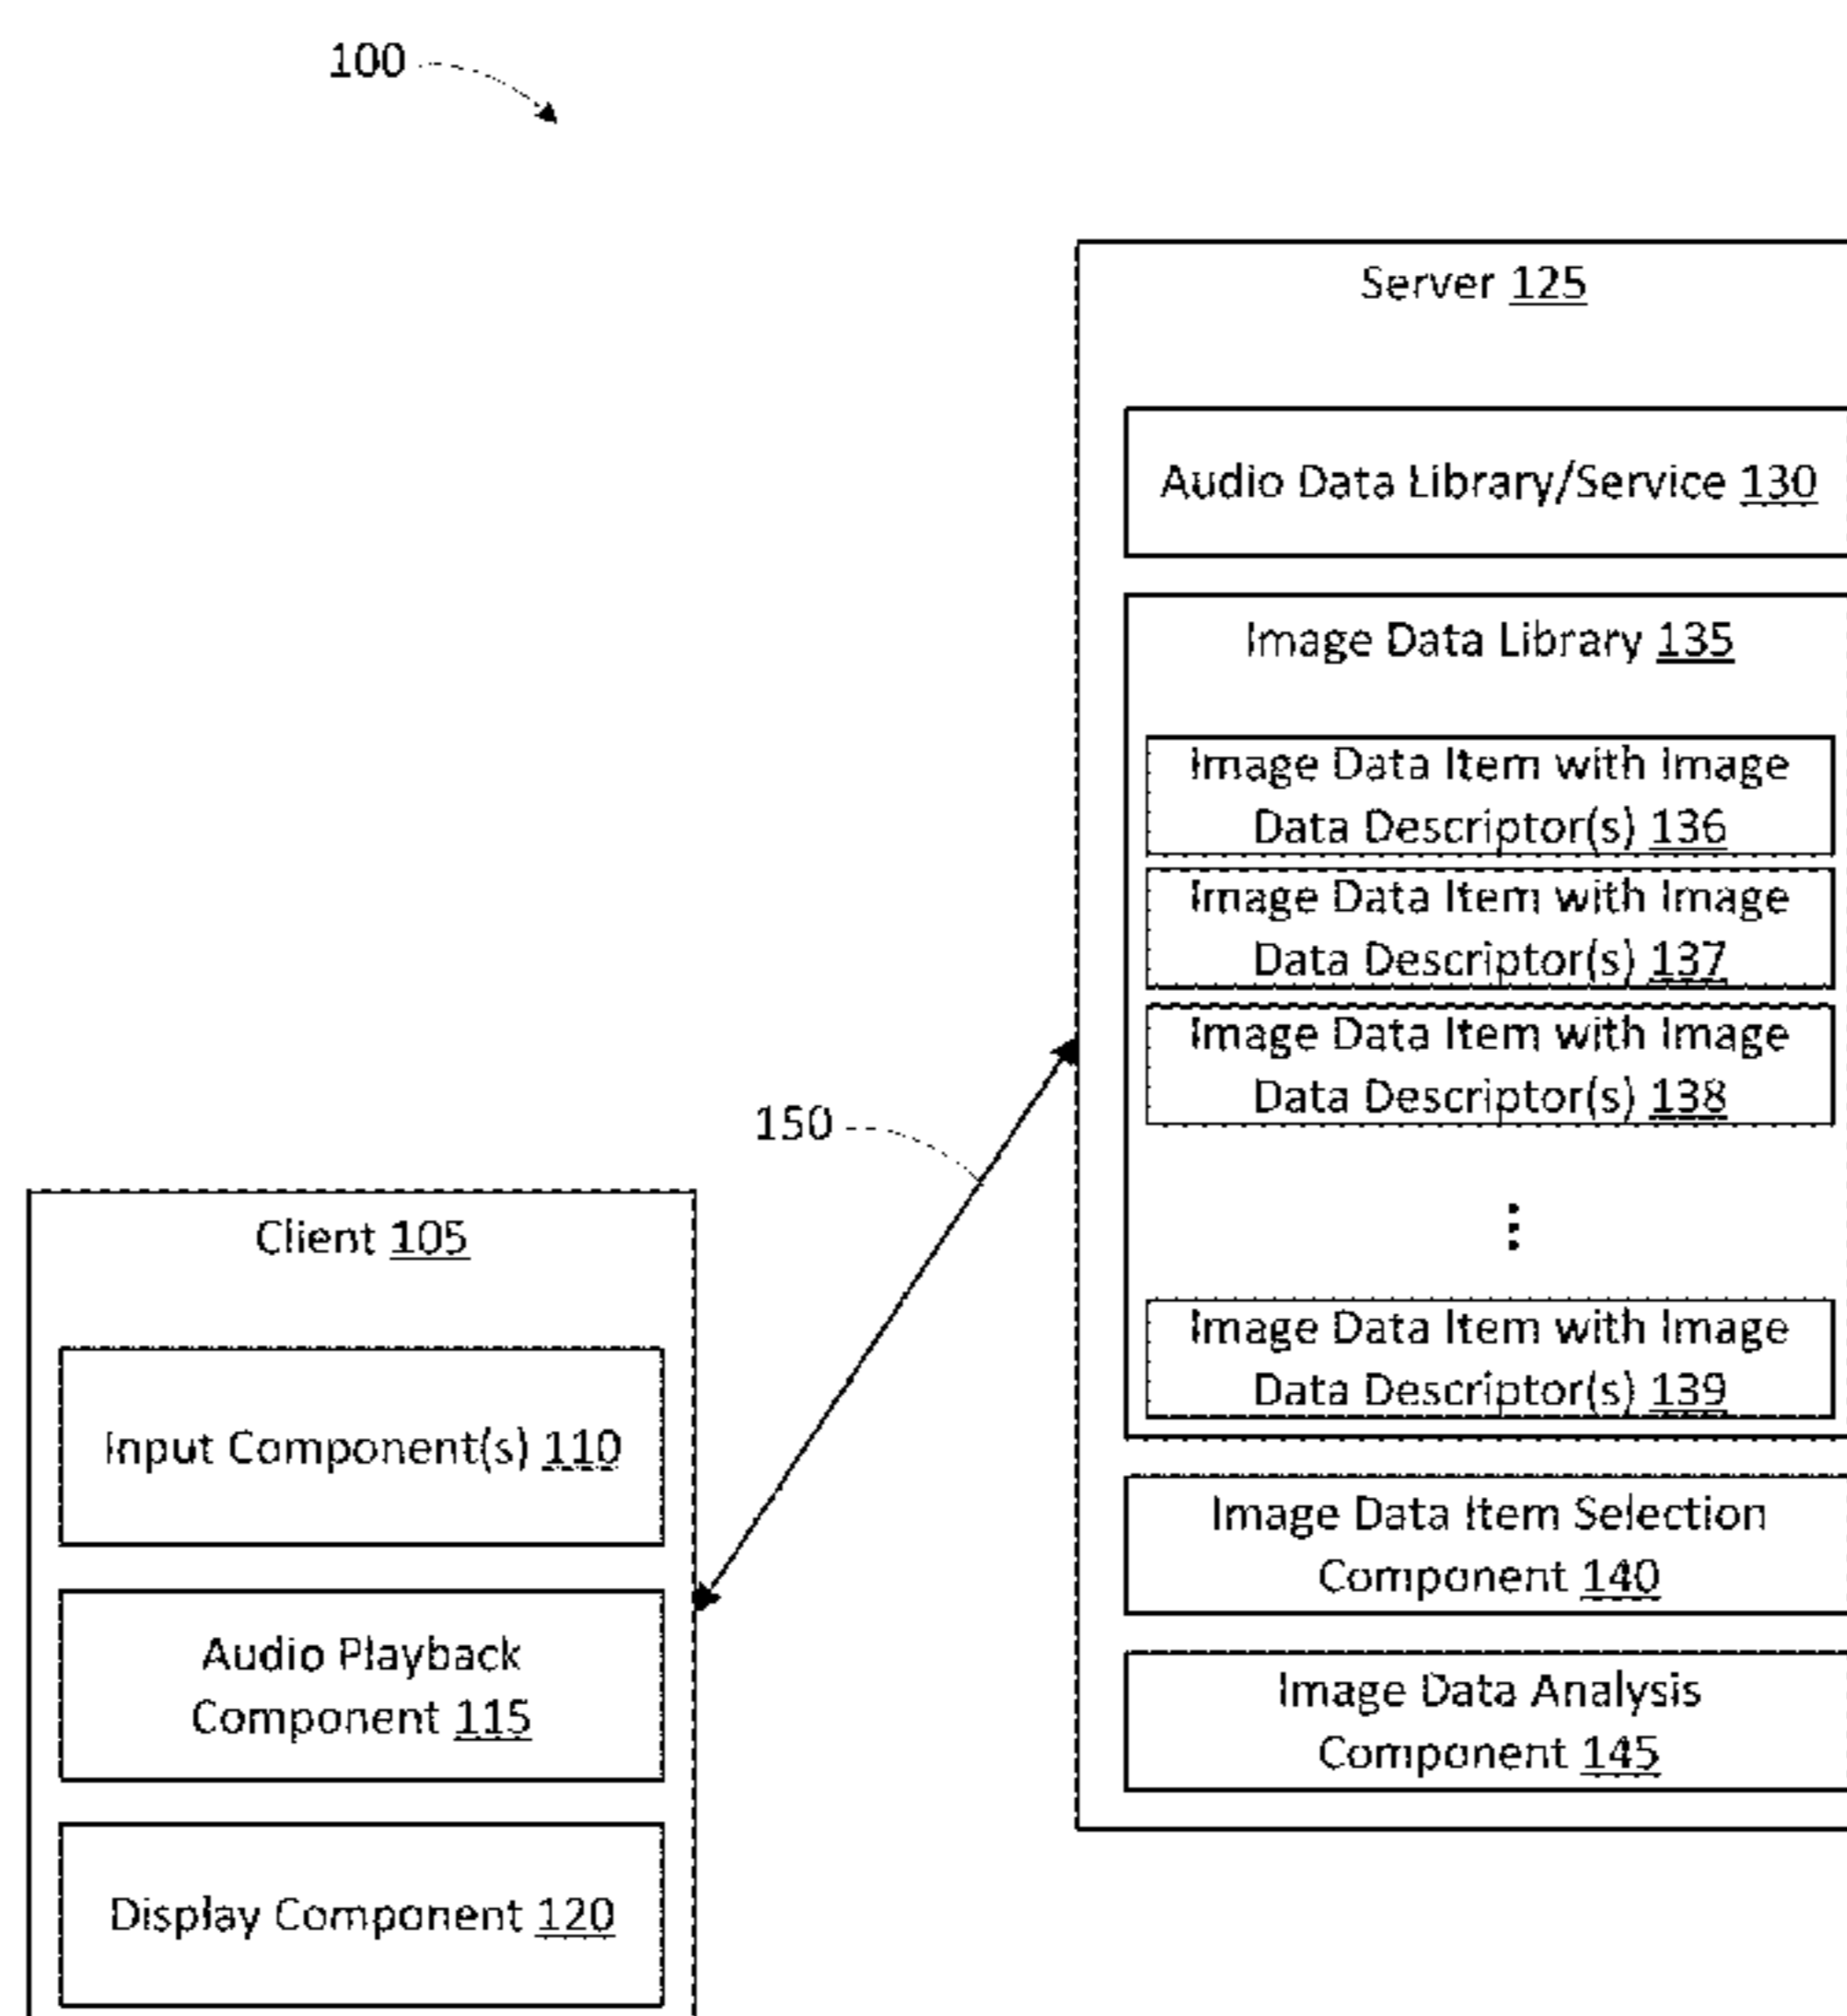 100
Server 125
Audio Data Library/Service 130
Image Data Library 135
Image Data Item with Image
Data Descriptor(s) 136
Image Data Item with Image
Data Descriptor(s) 137
Image Data Item with Image
Data Descriptor(s) 138
Image Data Item with Image
Data Descriptor(s) 139
Image Data Item Selection
Component 140
Image Data Analysis
Component 145
150
Client 105
Input Component(s) 110
Audio Playback
Component 115
Display Component 120